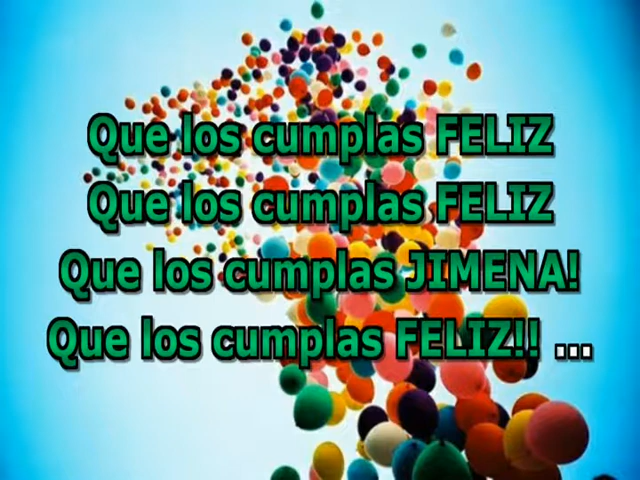 Que los cumplas FELIZ
Que los cumplas FELIZ
Que los cumplas JIMENA!
Que los cumplas FELIZ!! ...